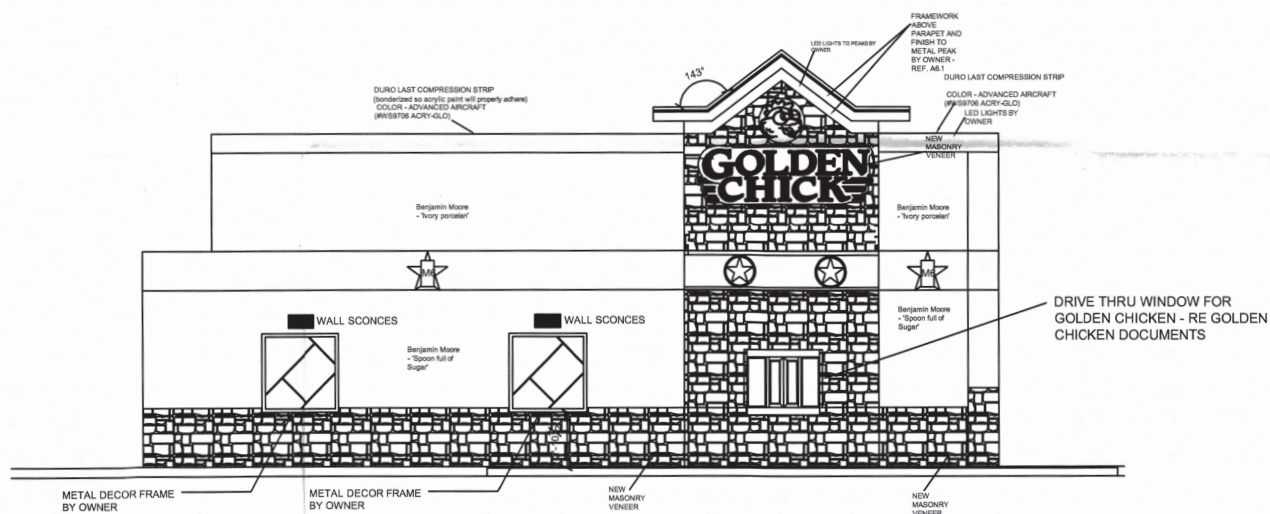 FRAMEWORK
ABOVE
PARAPET AND
FINISH TO
METAL PEAK
BY OWNER -
REF. A6.1
LED LIGHTS TO PEAKS BY
OWNER
143°
DURO LAST COMPRESSION STRIP
(bonderized so acrylic paint will properly adhere)
COLOR - ADVANCED AIRCRAFT
(#WS9706 ACRY-GLO)
DURO LAST COMPRESSION STRIP
COLOR - ADVANCED AIRCRAFT
(#WS9706 ACRY-GLO)
LED LIGHTS BY
OWNER
NEW
MASONRY
VENEER
GOLDEN
CHICK
Benjamin Moore
- 'Ivory porcelan'
Benjamin Moore
- 'Ivory porcelan'
M6
M6
DRIVE THRU WINDOW FOR
GOLDEN CHICKEN - RE GOLDEN
CHICKEN DOCUMENTS
Benjamin Moore
- 'Spoon full of
Sugar'
WALL SCONCES
WALL SCONCES
Benjamin Moore
- 'Spoon full of
Sugar'
METAL DECOR FRAME
BY OWNER
METAL DECOR FRAME
BY OWNER
NEW
MASONRY
VENEER
NEW
MASONRY
VENEER